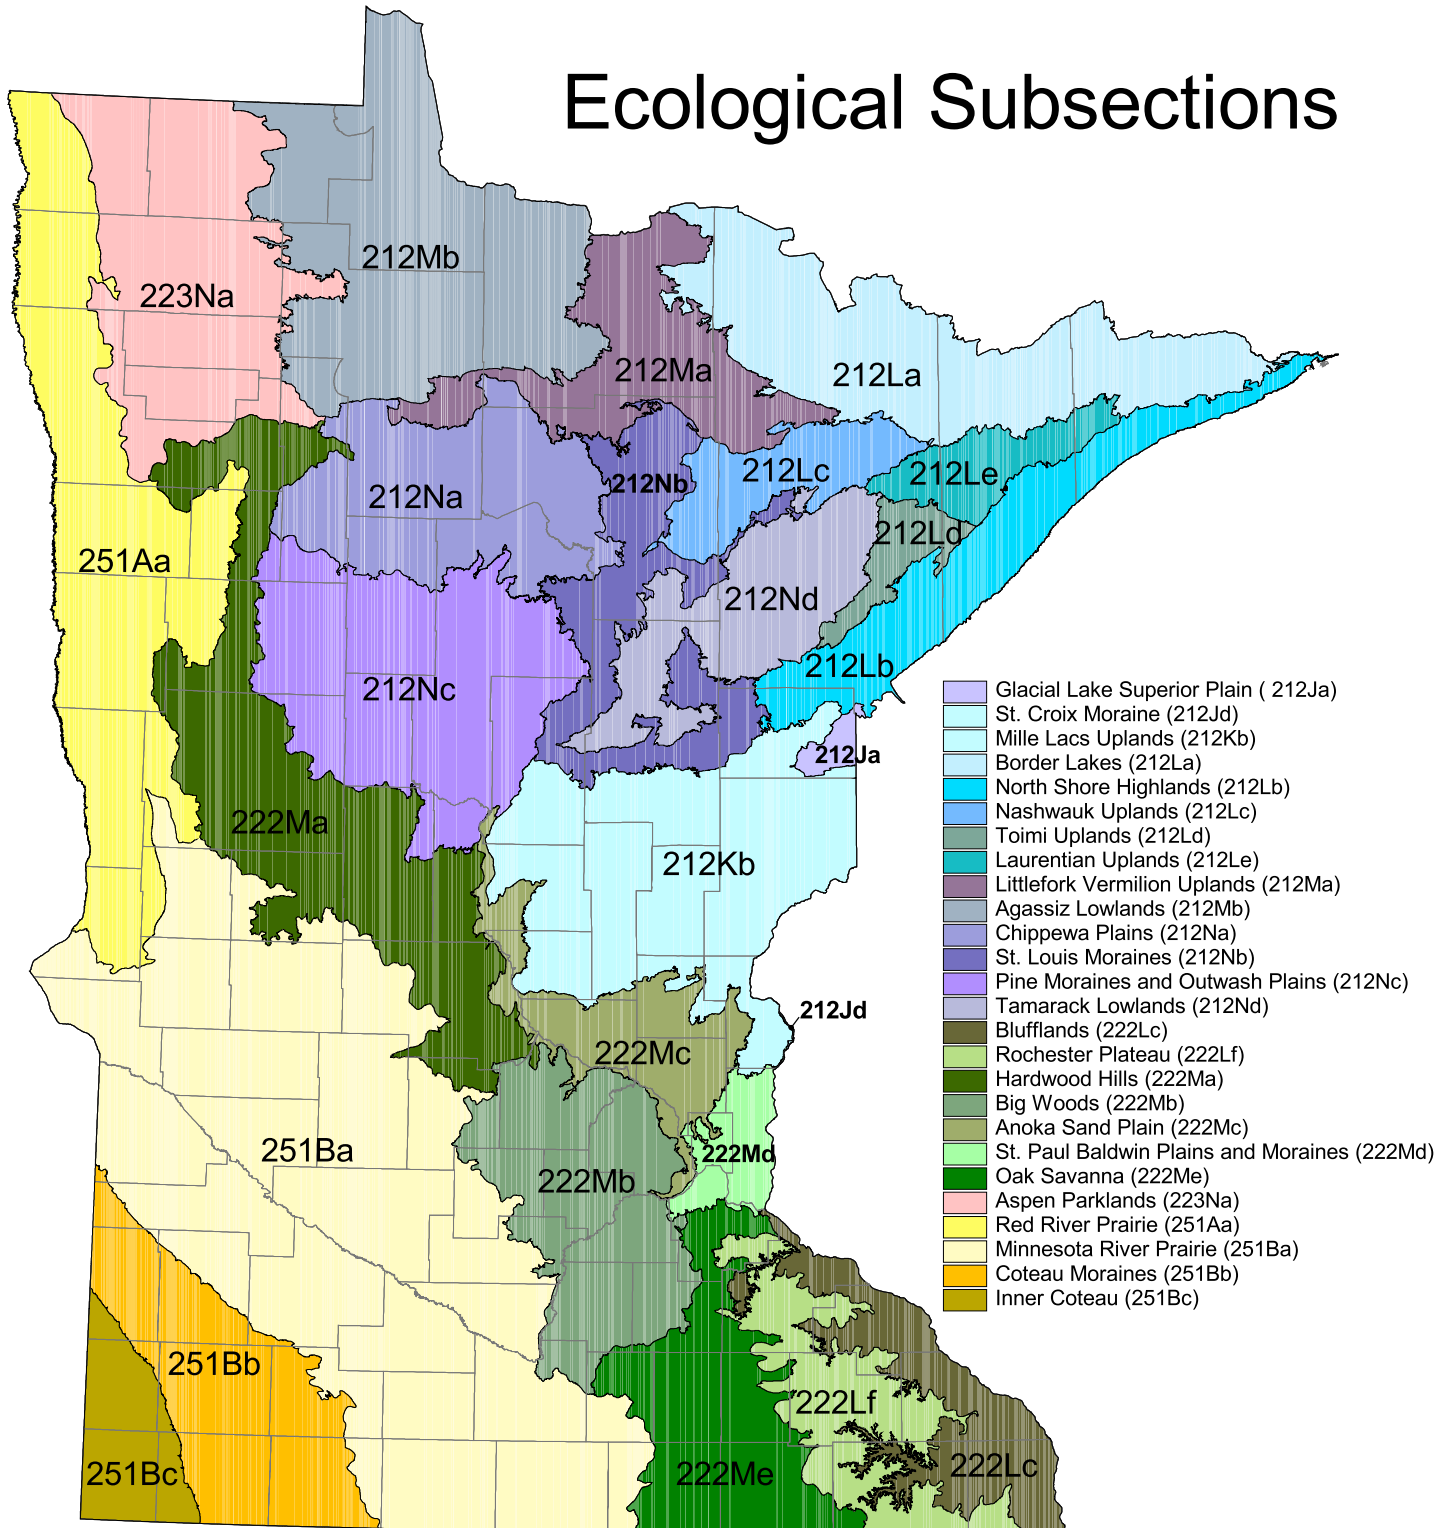 Ecological Subsections
212Mb
223Na
212Ma
212La
212Lc
212Le
212Nb
212Na
212Ld
251Aa
212Nd
212Lb
212Nc
212Ja
222Ma
212Kb
212Jd
222Mc
251Ba
222Md
222Mb
251Bb
222Lf
222Lc
251Bc
222Me
Glacial Lake Superior Plain ( 212Ja)
St. Croix Moraine (212Jd)
Mille Lacs Uplands (212Kb)
Border Lakes (212La)
North Shore Highlands (212Lb)
Nashwauk Uplands (212Lc)
Toimi Uplands (212Ld)
Laurentian Uplands (212Le)
Littlefork Vermilion Uplands (212Ma)
Agassiz Lowlands (212Mb)
Chippewa Plains (212Na)
St. Louis Moraines (212Nb)
Pine Moraines and Outwash Plains (212Nc)
Tamarack Lowlands (212Nd)
Blufflands (222Lc)
Rochester Plateau (222Lf)
Hardwood Hills (222Ma)
Big Woods (222Mb)
Anoka Sand Plain (222Mc)
St. Paul Baldwin Plains and Moraines (222Md)
Oak Savanna (222Me)
Aspen Parklands (223Na)
Red River Prairie (251Aa)
Minnesota River Prairie (251Ba)
Coteau Moraines (251Bb)
Inner Coteau (251Bc)